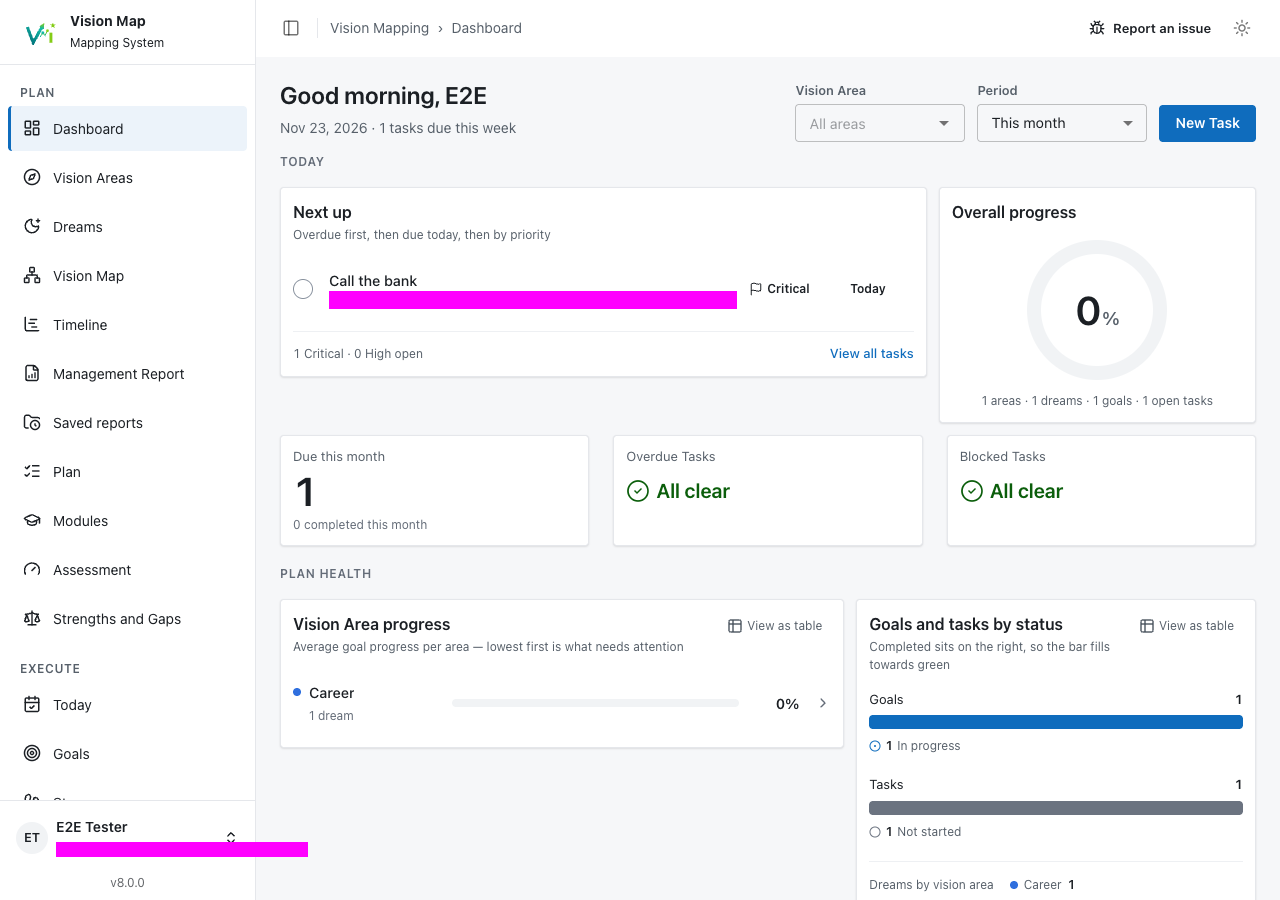 Vision Map
Mapping System
PLAN
Dashboard
Vision Areas
Dreams
Vision Map
Timeline
Management Report
Saved reports
Plan
Modules
Assessment
Strengths and Gaps
EXECUTE
Today
Goals
ET
E2E Tester
v8.0.0
Vision Mapping › Dashboard
Report an issue
Good morning, E2E
Nov 23, 2026 · 1 tasks due this week
Vision Area
All areas
Period
This month
New Task
TODAY
Next up
Overdue first, then due today, then by priority
Call the bank
Critical
Today
1 Critical · 0 High open
View all tasks
Overall progress
0%
1 areas · 1 dreams · 1 goals · 1 open tasks
Due this month
1
0 completed this month
Overdue Tasks
All clear
Blocked Tasks
All clear
PLAN HEALTH
Vision Area progress
View as table
Average goal progress per area — lowest first is what needs attention
Career
1 dream
0%
Goals and tasks by status
View as table
Completed sits on the right, so the bar fills
towards green
Goals 1
1 In progress
Tasks 1
1 Not started
Dreams by vision area
Career 1